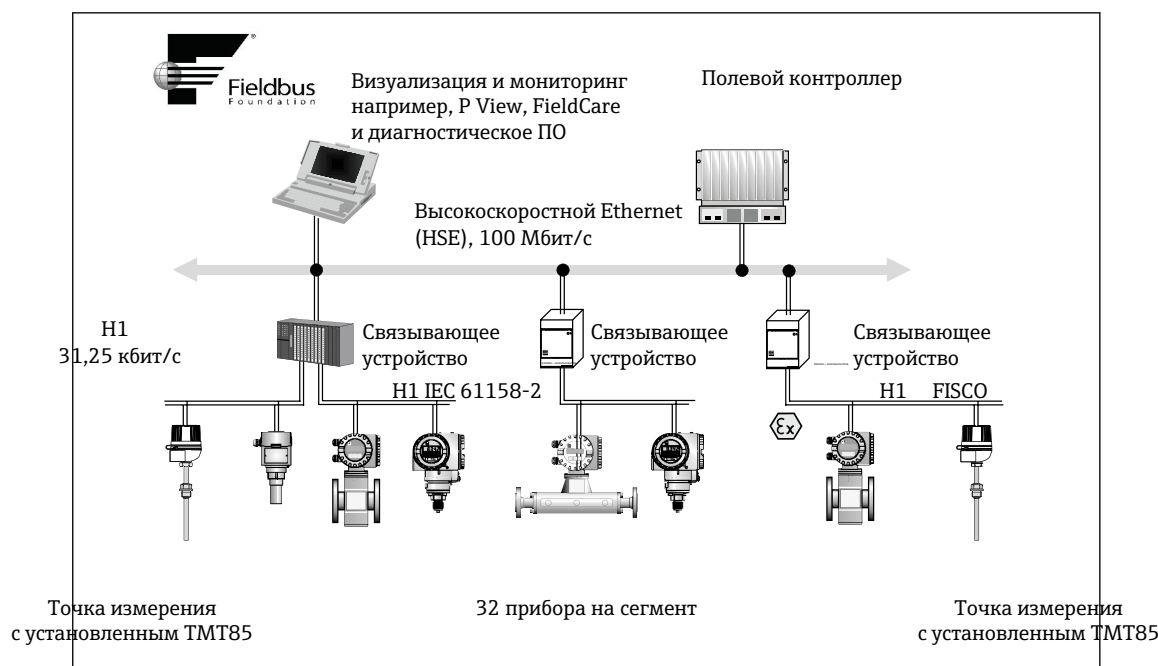 Fieldbus
Foundation
®
Визуализация и мониторинг
например, P View, FieldCare
и диагностическое ПО
Полевой контроллер
Высокоскоростной Ethernet
(HSE), 100 Мбит/с
H1
31,25 кбит/с
Связывающее
устройство
Связывающее
устройство
Связывающее
устройство
H1 IEC 61158-2
H1 FISCO
Ex
Точка измерения
с установленным TMT85
32 прибора на сегмент
Точка измерения
с установленным TMT85